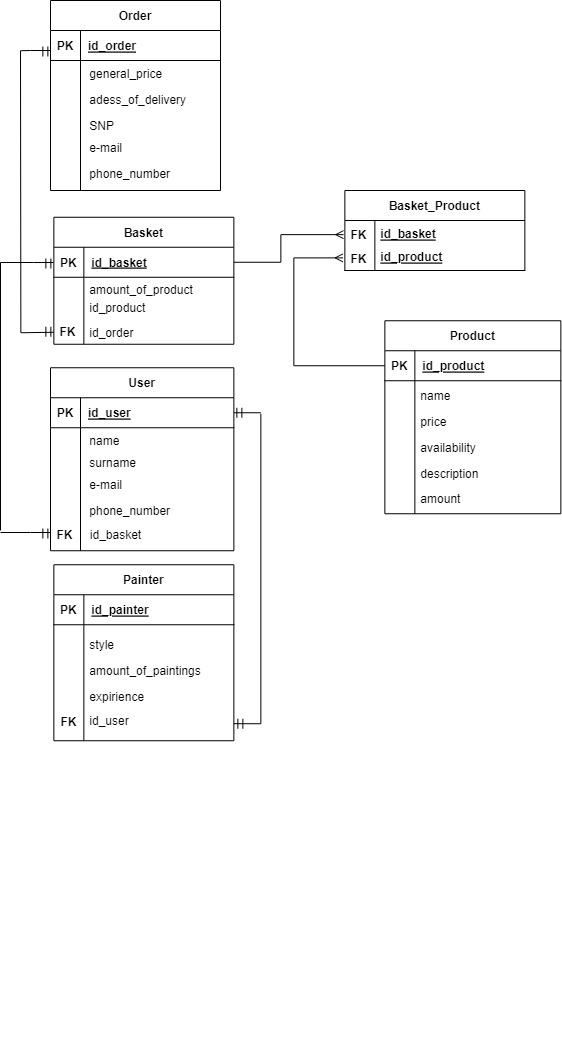 Order
PK id_order
general_price
adess_of_delivery
SNP
e-mail
phone_number
Basket
PK id_basket
amount_of_product
id_product
FK id_order
User
PK id_user
name
surname
e-mail
phone_number
FK id_basket
Painter
PK id_painter
style
amount_of_paintings
expirience
FK id_user
Basket_Product
FK id_basket
FK id_product
Product
PK id_product
name
price
availability
description
amount